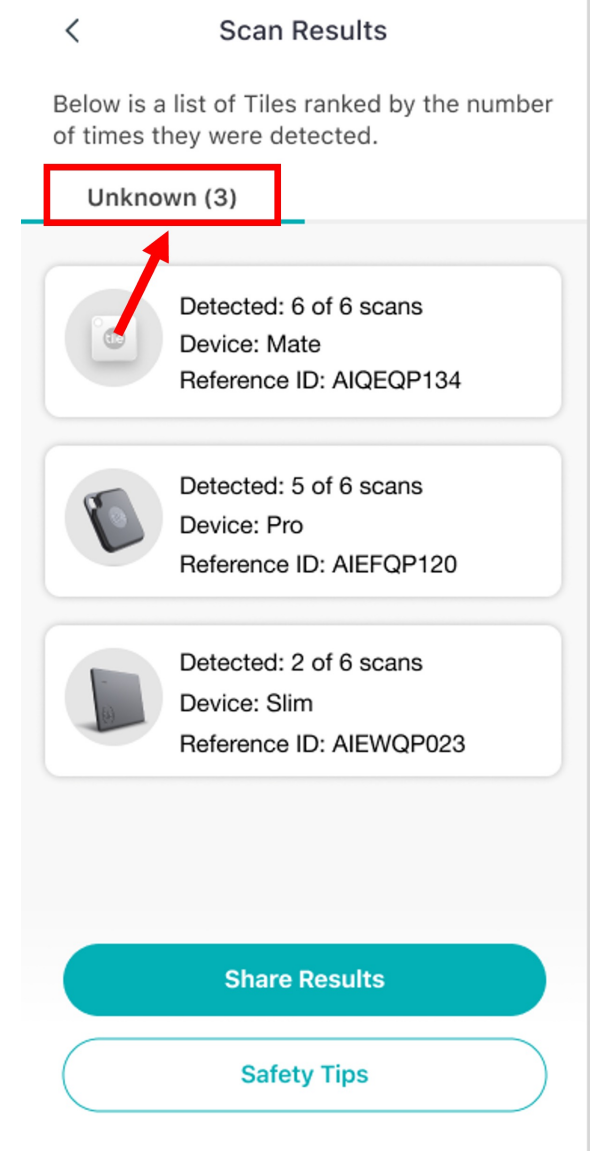 Scan Results
Below is a list of Tiles ranked by the number
of times they were detected.
Unknown (3)
Detected: 6 of 6 scans
Device: Mate
Reference ID: AIQEQP134
Detected: 5 of 6 scans
Device: Pro
Reference ID: AIEFQP120
Detected: 2 of 6 scans
Device: Slim
Reference ID: AIEWQP023
Share Results
Safety Tips